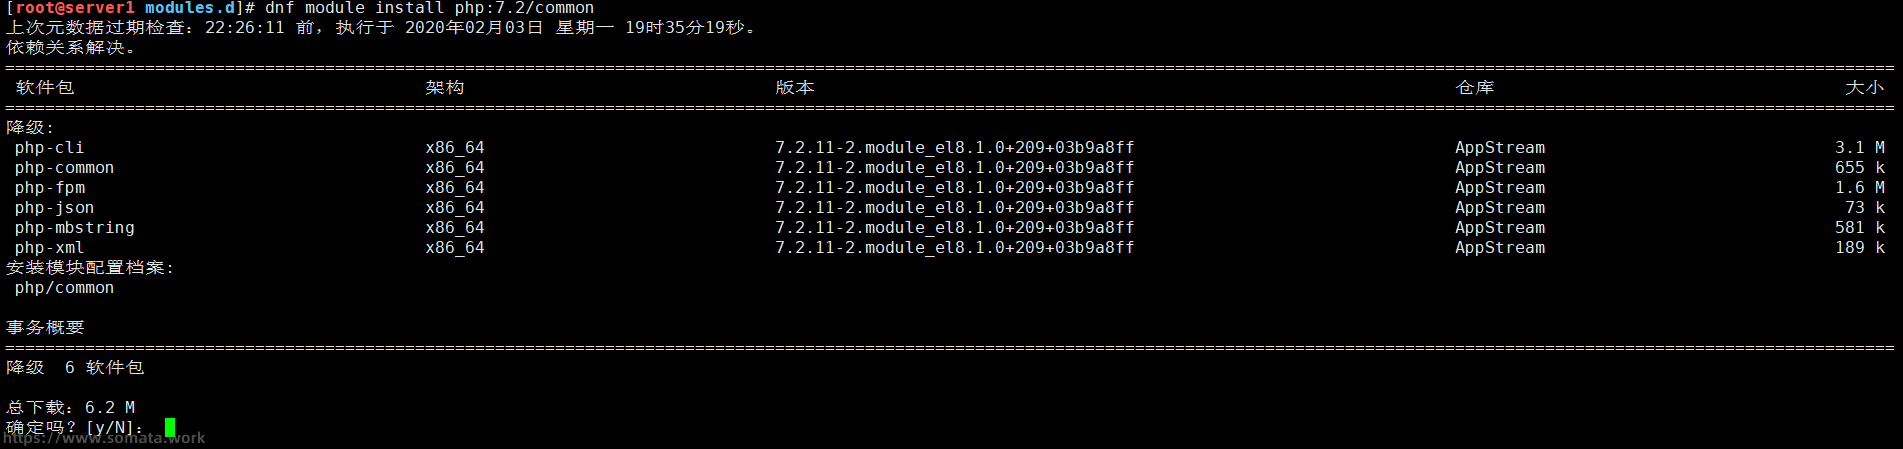 [root@server1 modules.d]# dnf module install php:7.2/common
上次元数据过期检查：22:26:11 前，执行于 2020年02月03日 星期一 19时35分19秒。
依赖关系解决。
================================================================================
软件包 架构 版本 仓库 大小
================================================================================
降级:
php-cli x86_64 7.2.11-2.module_el8.1.0+209+03b9a8ff AppStream 3.1 M
php-common x86_64 7.2.11-2.module_el8.1.0+209+03b9a8ff AppStream 655 k
php-fpm x86_64 7.2.11-2.module_el8.1.0+209+03b9a8ff AppStream 1.6 M
php-json x86_64 7.2.11-2.module_el8.1.0+209+03b9a8ff AppStream 73 k
php-mbstring x86_64 7.2.11-2.module_el8.1.0+209+03b9a8ff AppStream 581 k
php-xml x86_64 7.2.11-2.module_el8.1.0+209+03b9a8ff AppStream 189 k
安装模块配置档案:
php/common
事务概要
================================================================================
降级 6 软件包
总下载：6.2 M
确定吗？[y/N]：
https://www.somata.work